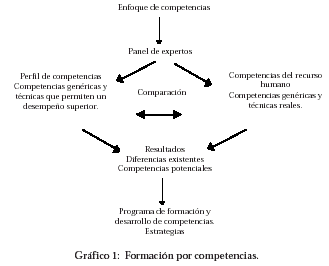 Enfoque de competencias
Panel de expertos
Perfil de competencias
Competencias genéricas y
técnicas que permiten un
desempeño superior.
Comparación
Competencias del recurso
humano
Competencias genéricas y
técnicas reales.
Resultados
Diferencias existentes
Competencias potenciales
Programa de formación y
desarrollo de competencias.
Estrategias
Gráfico 1: Formación por competencias.